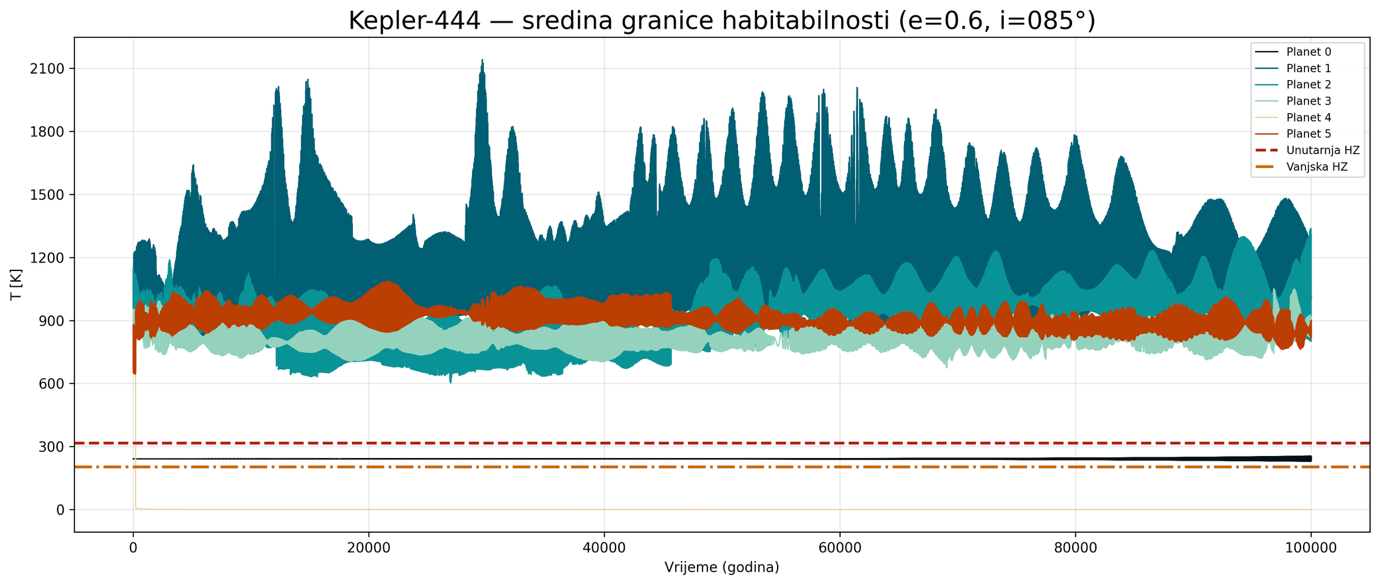 Kepler-444 — sredina granice habitabilnosti (e=0.6, i=085°)
T [K]
2100
1800
1500
1200
900
600
300
0
Planet 0
Planet 1
Planet 2
Planet 3
Planet 4
Planet 5
Unutarnja HZ
Vanjska HZ
0 20000 40000 60000 80000 100000
Vrijeme (godina)